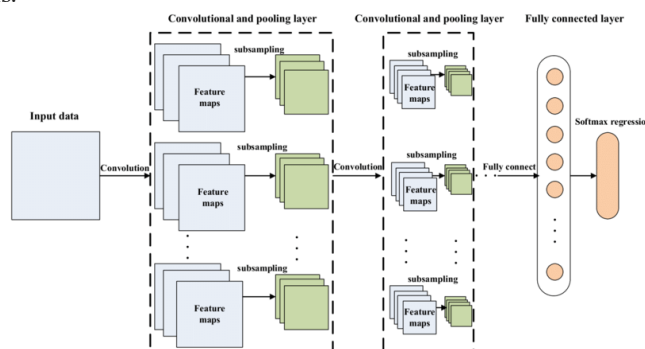 Convolutional and pooling layer
Convolutional and pooling layer
Fully connected layer
subsampling
Feature
maps
subsampling
Feature
maps
Input data
Convolution
subsampling
Feature
maps
Convolution
subsampling
Feature
maps
Fully connect
Softmax regression
subsampling
Feature
maps
subsampling
Feature
maps